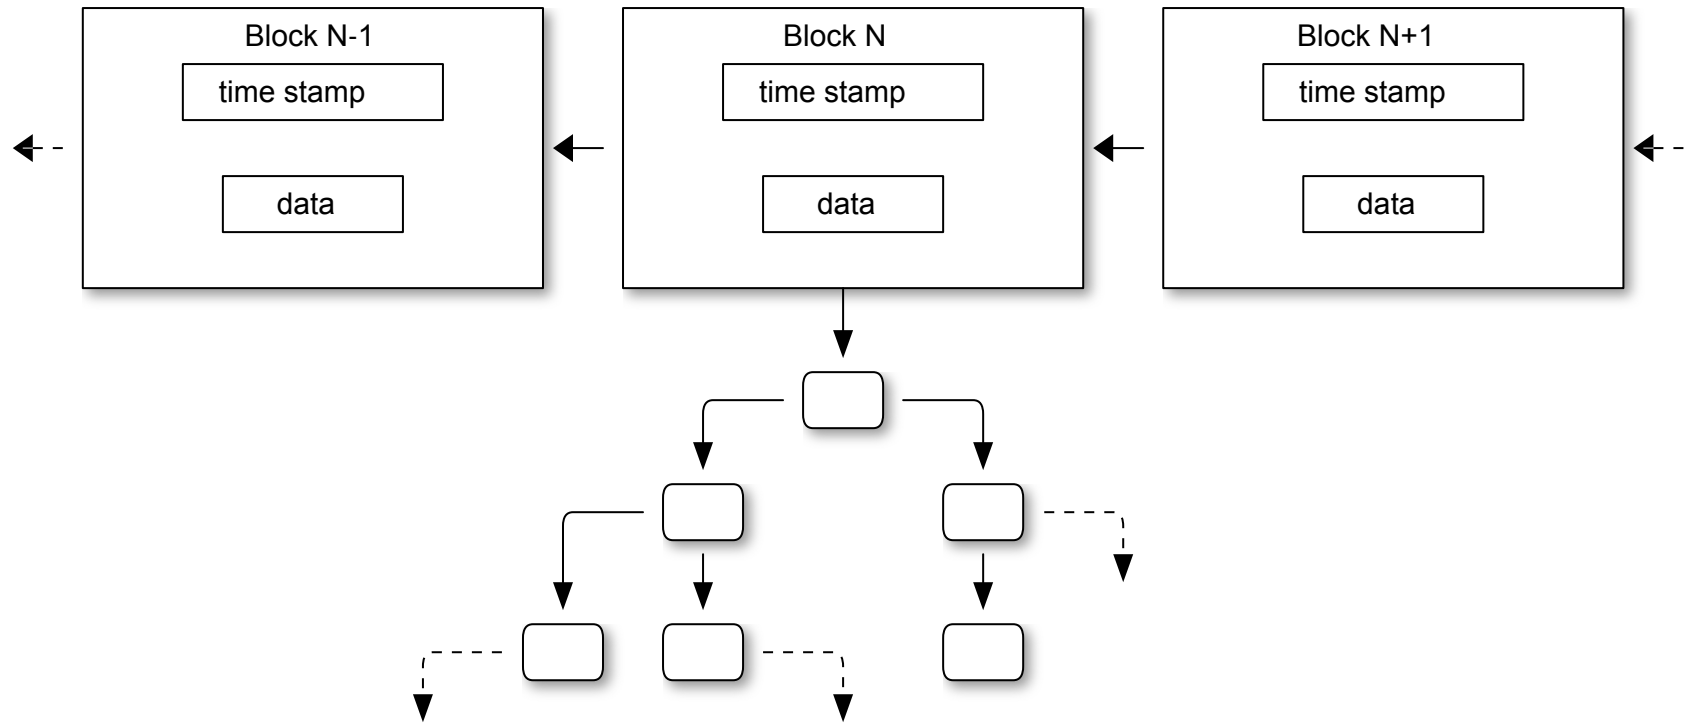 Block N-1
time stamp
data
Block N
time stamp
data
Block N+1
time stamp
data